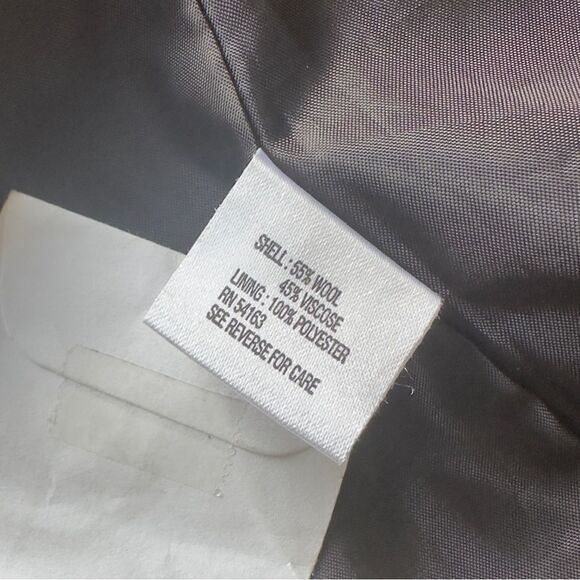 SHELL : 55% WOOL
45% VISCOSE
LINING : 100% POLYESTER
RN 54163
SEE REVERSE FOR CARE